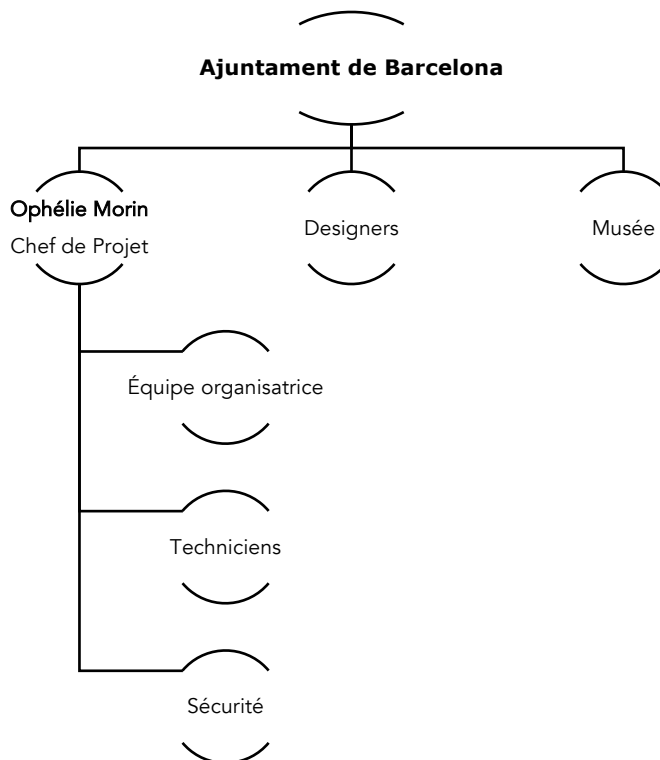 Ajuntament de Barcelona
Ophélie Morin
Chef de Projet
Designers
Musée
Équipe organisatrice
Techniciens
Sécurité